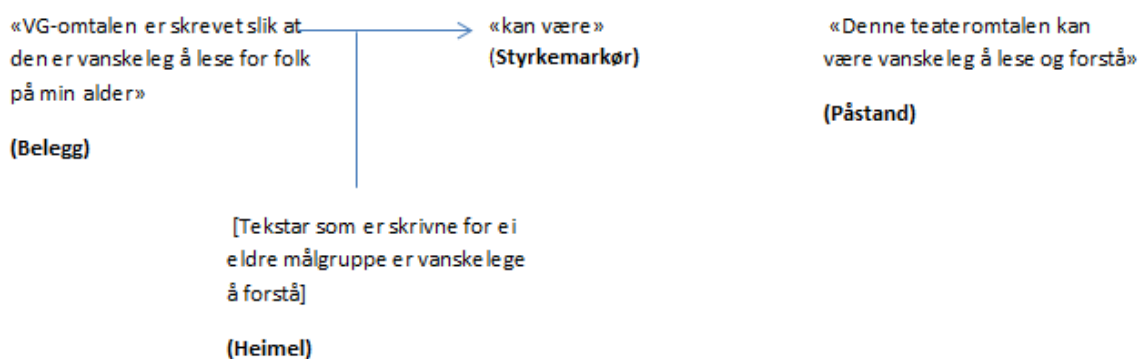 «VG-omtalen er skrevet slik at
den er vanskeleg å lese for folk
på min alder»
(Belegg)
«kan være»
(Styrkemarkør)
«Denne teateromtalen kan
være vanskeleg å lese og forstå»
(Påstand)
[Tekstar som er skrivne for ei
eldre målgruppe er vanskelege
å forstå]
(Heimel)